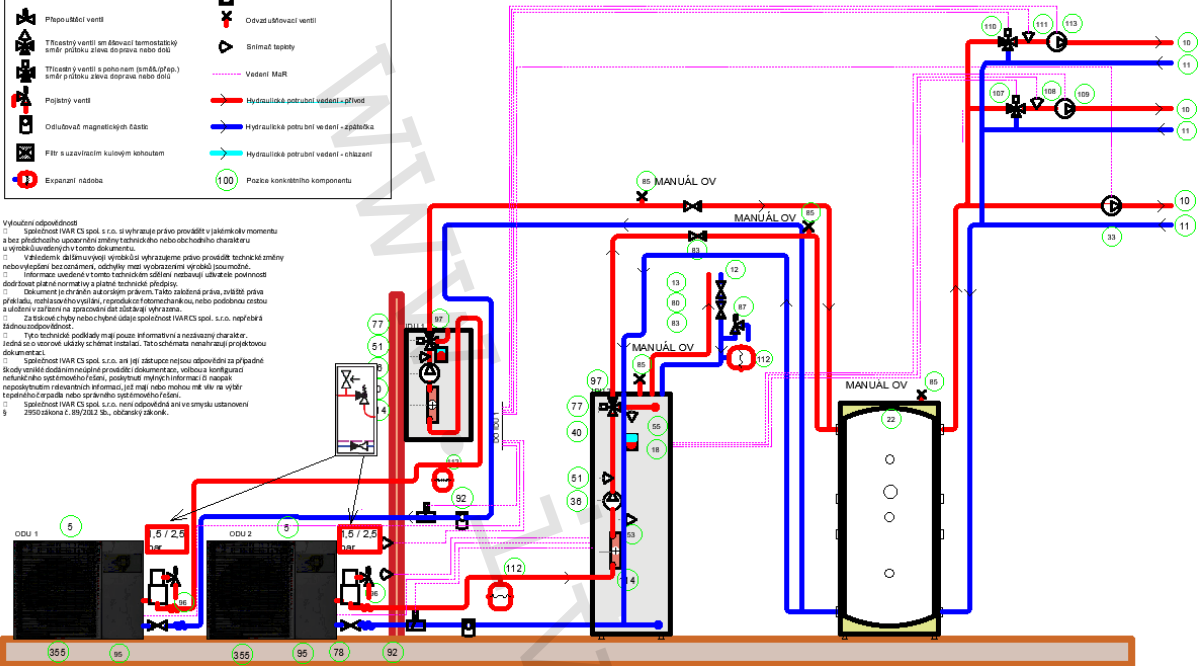 Přepouštěcí ventil
Třícestný ventil směšovací termostatický
směr průtoku zleva doprava nebo dolů
Třícestný ventil s pohonem (směš./přep.)
směr průtoku zleva doprava nebo dolů
Pojistný ventil
Odlučovač magnetických částic
Filtr s uzavíracím kulovým kohoutem
Expanzní nádoba
Odvzdušňovací ventil
Snímač teploty
Vedení MaR
Hydraulické potrubní vedení - přívod
Hydraulické potrubní vedení - zpátečka
Hydraulické potrubní vedení - chlazení
100 Pozice konkrétního komponentu
Vyloučení odpovědnosti
Společnost IVAR CS spol. s r.o. si vyhrazuje právo provádět v jakémkoliv momentu
a bez předchozího upozornění změny technického nebo obchodního charakteru
u výrobků uvedených v tomto dokumentu.
Vzhledem k dalšímu vývoji výrobků si vyhrazujeme právo provádět technické změny
nebo vylepšení bez oznámení, odchylky mezi vyobrazeními výrobků jsou možné.
Informace uvedené v tomto technickém sdělení nezbavují uživatele povinnosti
dodržovat platné normativy a platné technické předpisy.
Dokument je chráněn autorským právem. Takto založená práva, zvláště práva
překladu, rozhlasového vysílání, reprodukce fotomechanikou, nebo podobnou cestou
a uložení v zařízení na zpracování dat zůstávají vyhrazena.
Za tiskové chyby nebo chybné údaje společnost IVAR CS spol. s r.o. nepřebírá
žádnou zodpovědnost.
Tyto technické podklady mají pouze informativní a nezávazný charakter.
Jedná se o vzorové ukázky schémat instalací. Tato schémata nenahrazují projektovou
dokumentaci.
Společnost IVAR CS spol. s r.o. ani její zástupce nejsou odpovědni za případné
škody vzniklé dodáním neúplné prováděcí dokumentace, volbou a konfigurací
nefunkčního systémového řešení, poskytnutí mylných informací či naopak
neposkytnutím relevantních informací, jež mají nebo mohou mít vliv na výběr
tepelného čerpadla nebo správného systémového řešení.
Společnost IVAR CS spol. s r.o. není odpovědná ani ve smyslu ustanovení
§ 2950 zákona č. 89/2012 Sb., občanský zákoník.
110
111
113
10
11
107
108
109
10
11
10
11
33
85 MANUÁL OV
MANUÁL OV 85
83
13
80
83
12
87
112
MANUÁL OV
85
MANUÁL OV
85
22
77
51
97
97
77
40
51
36
55
18
53
14
92
112
DO IDU 1
ODU 1
5
1,5 / 2,5
bar
96
ODU 2
5
1,5 / 2,5
bar
96
355
95
355
95
78
92
WWW.